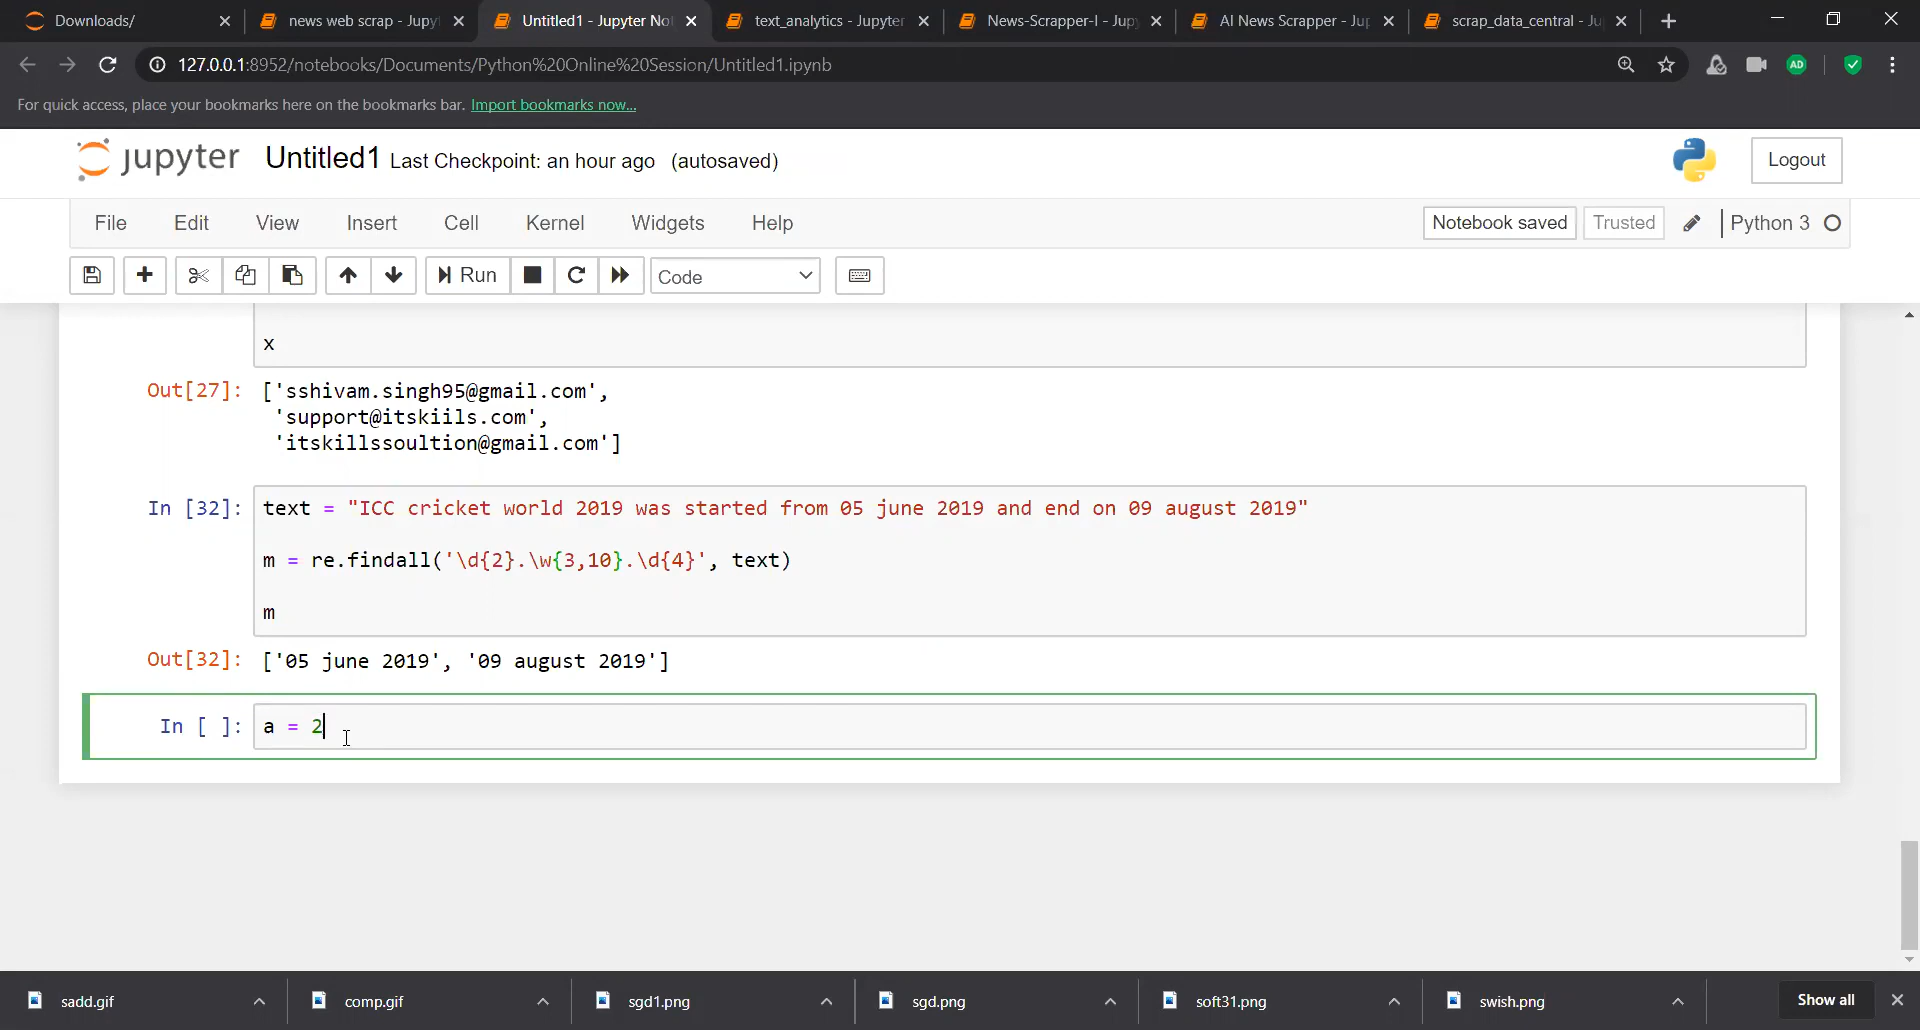 Downloads/ news web scrap - Jupy Untitled1 - Jupyter No text_analytics - Jupyter News-Scrapper-I - Jup AI News Scrapper - Ju scrap_data_central - Ju
127.0.0.1:8952/notebooks/Documents/Python%20Online%20Session/Untitled1.ipynb AD
For quick access, place your bookmarks here on the bookmarks bar. Import bookmarks now...
jupyter Untitled1 Last Checkpoint: an hour ago (autosaved) Logout
File Edit View Insert Cell Kernel Widgets Help Notebook saved Trusted Python 3
Run Code
x
Out[27]: ['sshivam.singh95@gmail.com',
'support@itskiils.com',
'itskillssoultion@gmail.com']
In [32]: text = "ICC cricket world 2019 was started from 05 june 2019 and end on 09 august 2019"
m = re.findall('\d{2}.\w{3,10}.\d{4}', text)
m
Out[32]: ['05 june 2019', '09 august 2019']
In [ ]: a = 2
sadd.gif comp.gif sgd1.png sgd.png soft31.png swish.png Show all